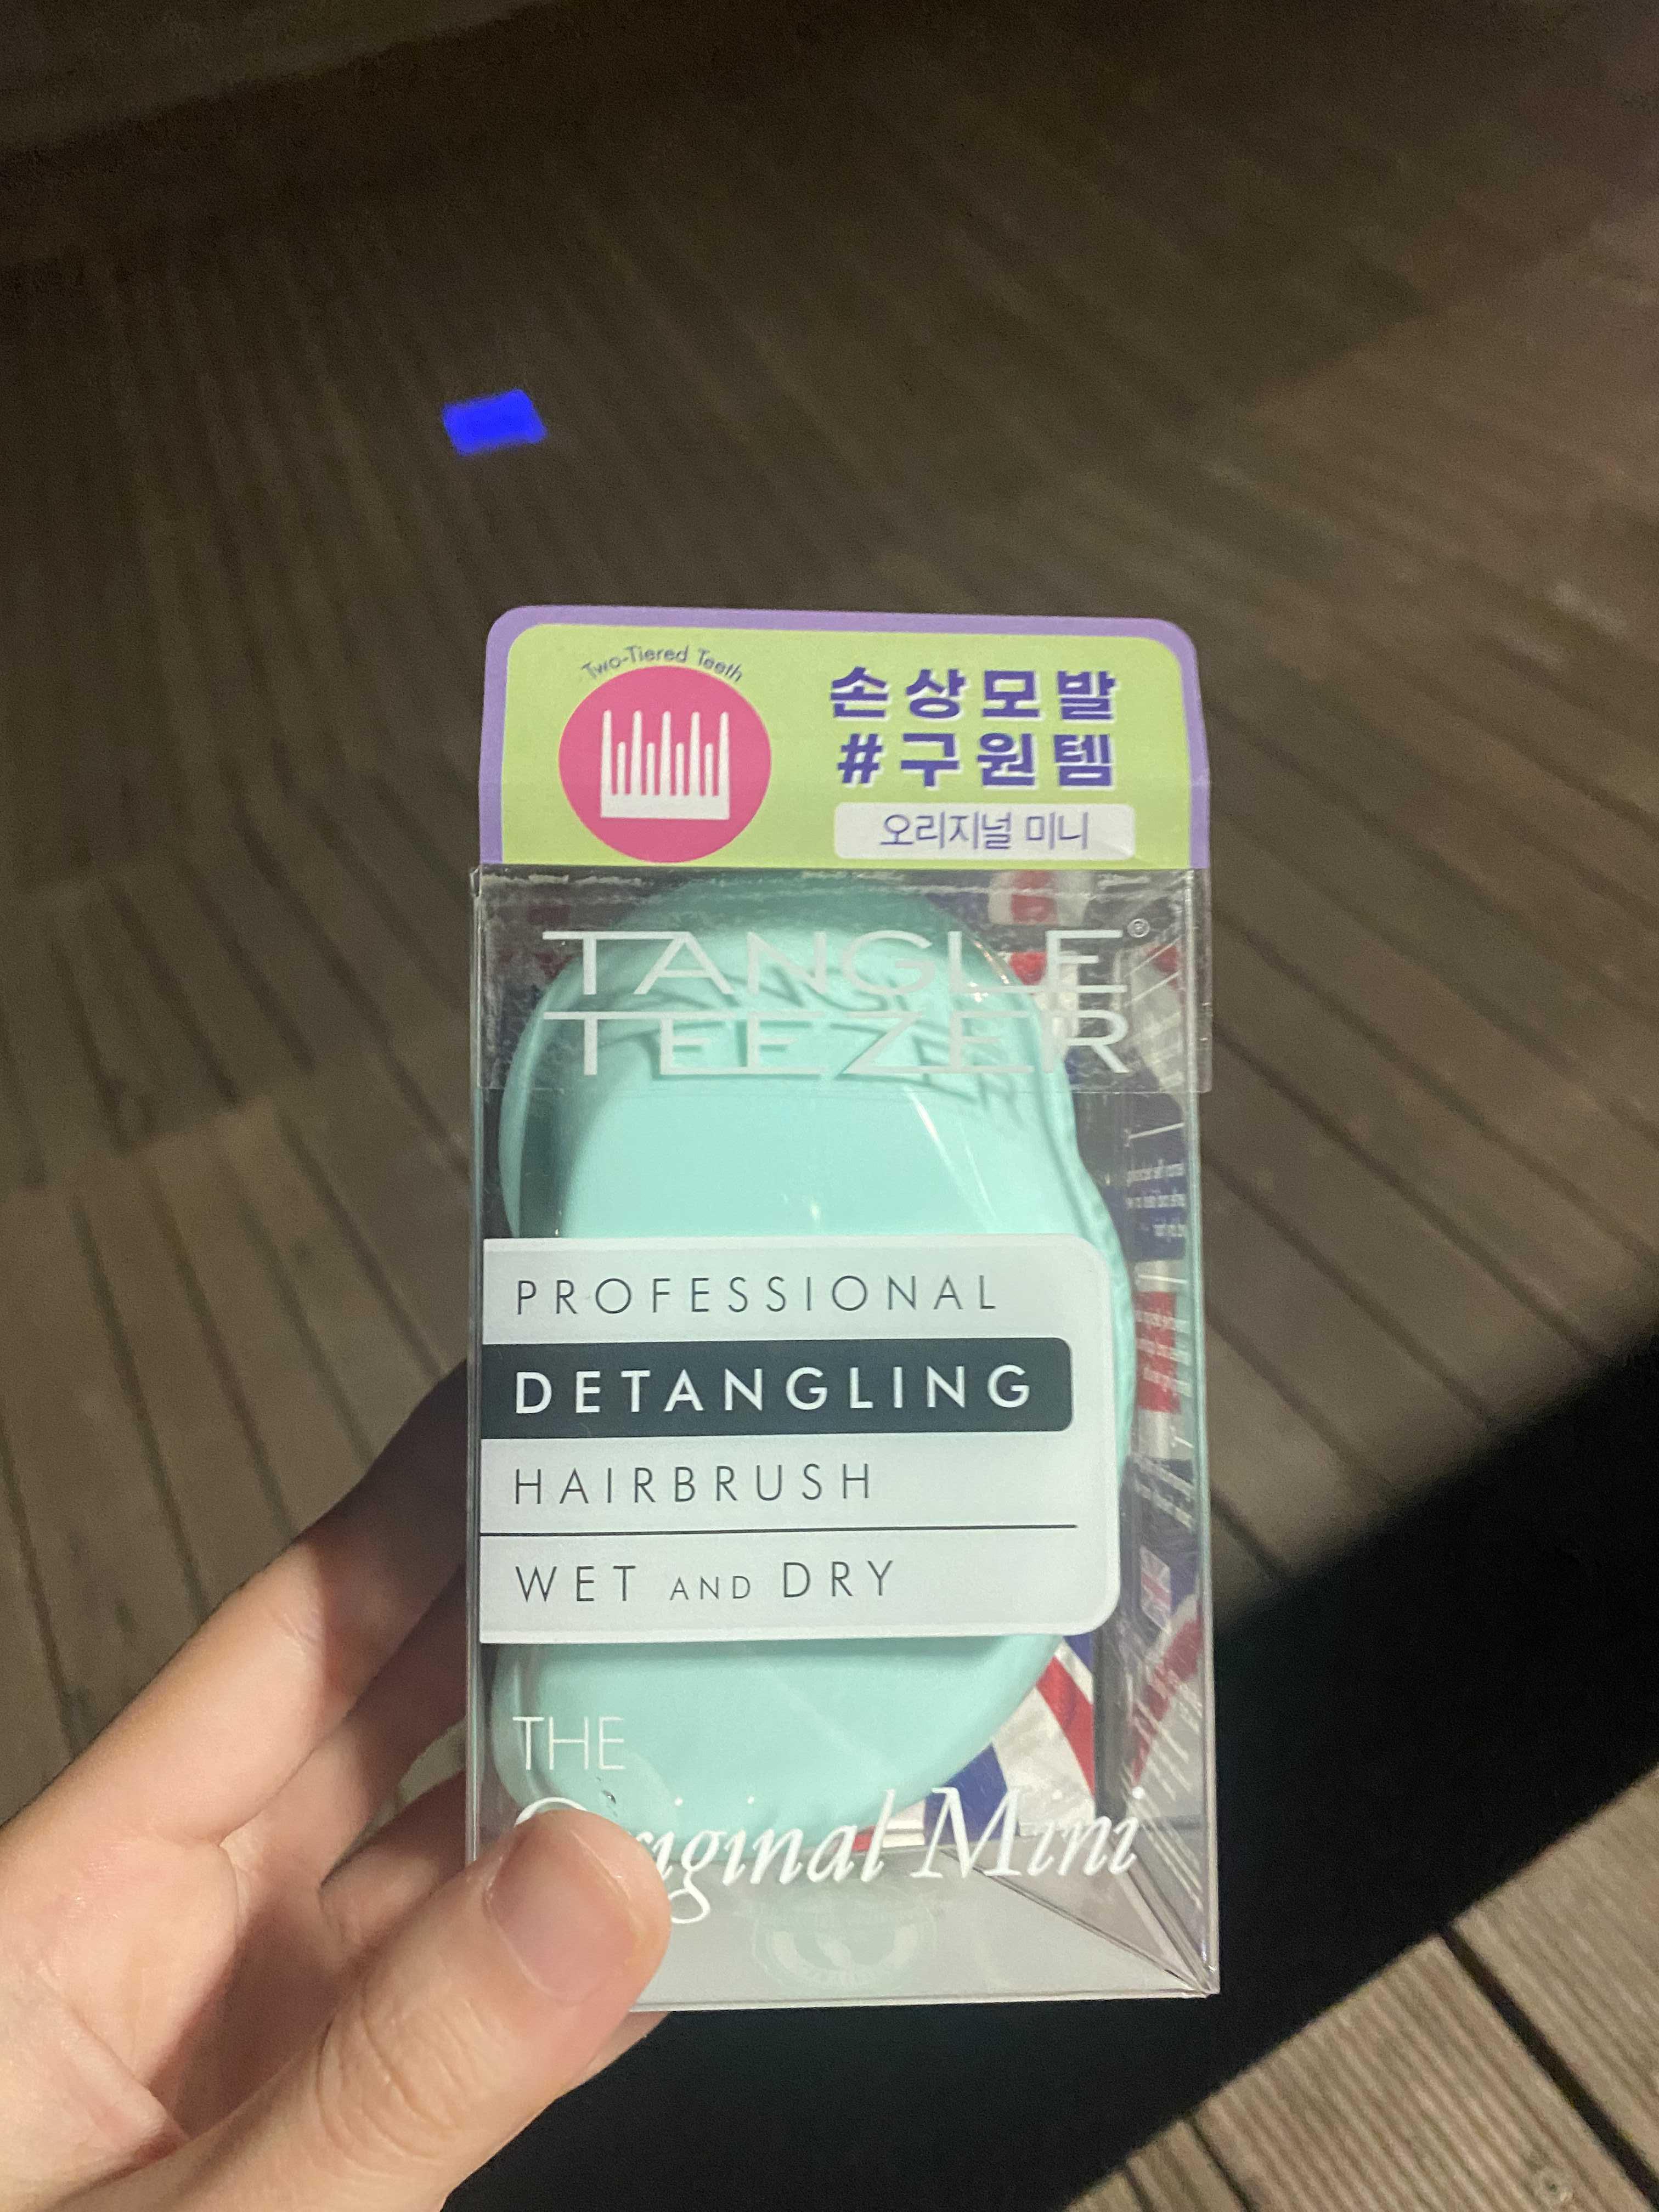 Two-Tiered Teeth
손상모발
#구원템
오리지널 미니
TANGLE®
TEEZER
PROFESSIONAL
DETANGLING
HAIRBRUSH
WET AND DRY
THE
Original Mini